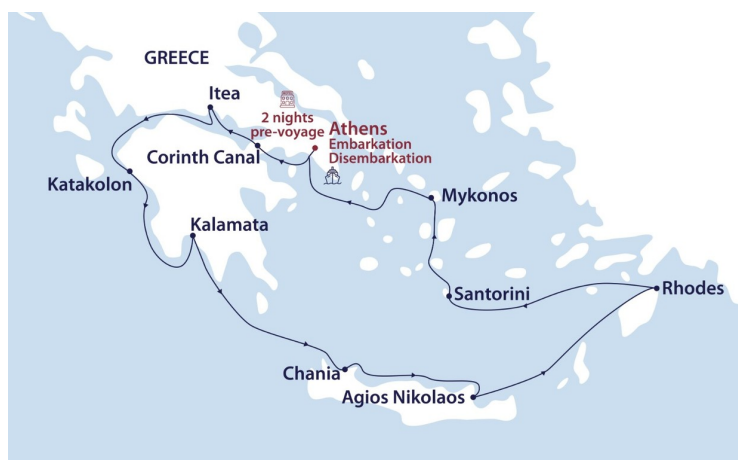 GREECE
Itea
2 nights
pre-voyage
Athens
Embarkation
Disembarkation
Corinth Canal
Katakolon
Mykonos
Kalamata
Santorini
Rhodes
Chania
Agios Nikolaos